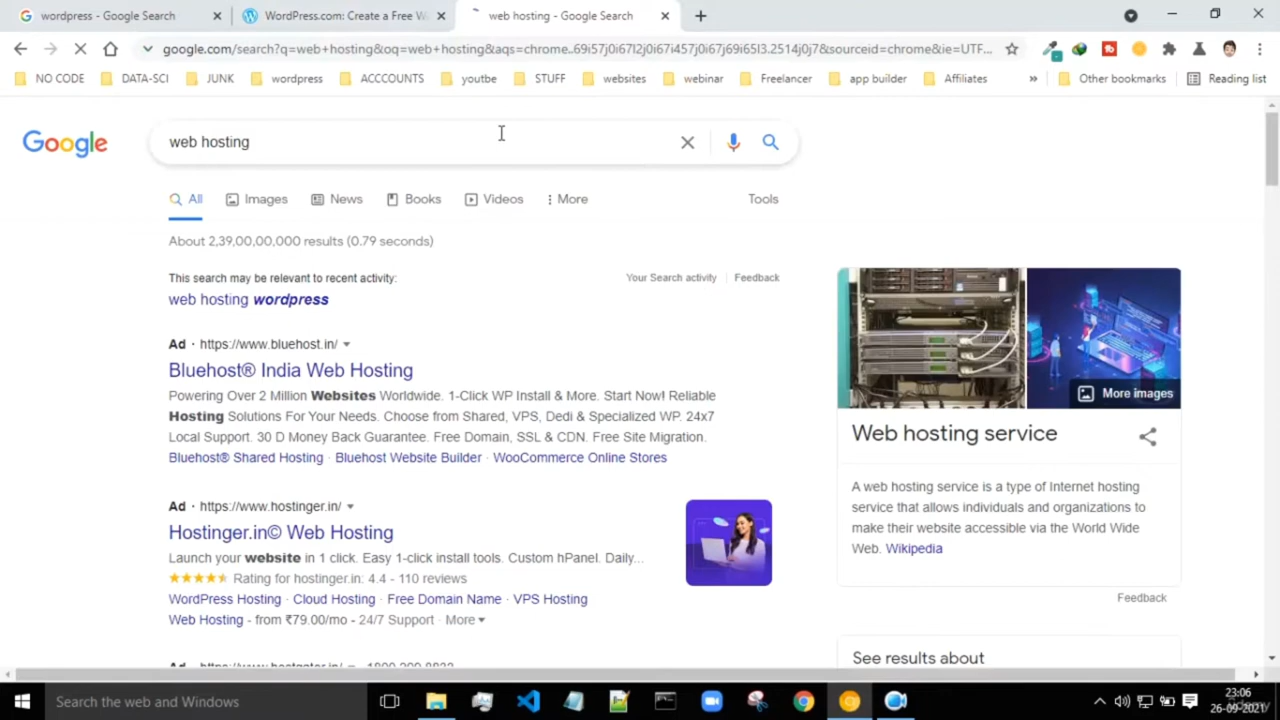 wordpress - Google Search
WordPress.com: Create a Free W
web hosting - Google Search
google.com/search?q=web+hosting&oq=web+hosting&aqs=chrome..69i57j0i67l2j0i67i457j0i67j69i65l3.2514j0j7&sourceid=chrome&ie=UTF...
NO CODE
DATA-SCI
JUNK
wordpress
ACCCOUNTS
youtbe
STUFF
websites
webinar
Freelancer
app builder
Affiliates
»
Other bookmarks
Reading list
Google
web hosting
All
Images
News
Books
Videos
More
Tools
About 2,39,00,00,000 results (0.79 seconds)
This search may be relevant to recent activity:
Your Search activity
Feedback
web hosting wordpress
Ad · https://www.bluehost.in/
Bluehost® India Web Hosting
Powering Over 2 Million Websites Worldwide. 1-Click WP Install & More. Start Now! Reliable
Hosting Solutions For Your Needs. Choose from Shared, VPS, Dedi & Specialized WP. 24x7
Local Support. 30 D Money Back Guarantee. Free Domain, SSL & CDN. Free Site Migration.
Bluehost® Shared Hosting · Bluehost Website Builder · WooCommerce Online Stores
Ad · https://www.hostinger.in/
Hostinger.in© Web Hosting
Launch your website in 1 click. Easy 1-click install tools. Custom hPanel. Daily...
Rating for hostinger.in: 4.4 - 110 reviews
WordPress Hosting · Cloud Hosting · Free Domain Name · VPS Hosting
Web Hosting - from ₹79.00/mo - 24/7 Support · More
More images
Web hosting service
A web hosting service is a type of Internet hosting
service that allows individuals and organizations to
make their website accessible via the World Wide
Web. Wikipedia
Feedback
See results about
Search the web and Windows
23:06
26-09-2021